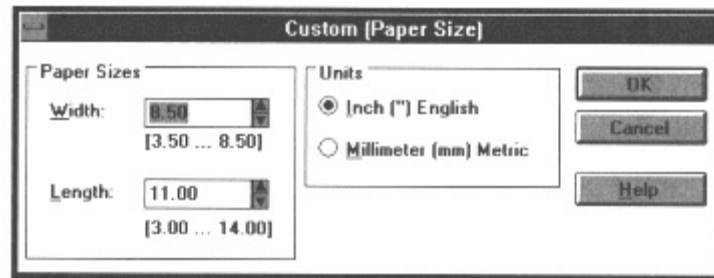 Custom (Paper Size)
Paper Sizes
Width:
8.50
[3.50 ... 8.50]
Length:
11.00
[3.00 ... 14.00]
Units
Inch (") English
Millimeter (mm) Metric
OK
Cancel
Help